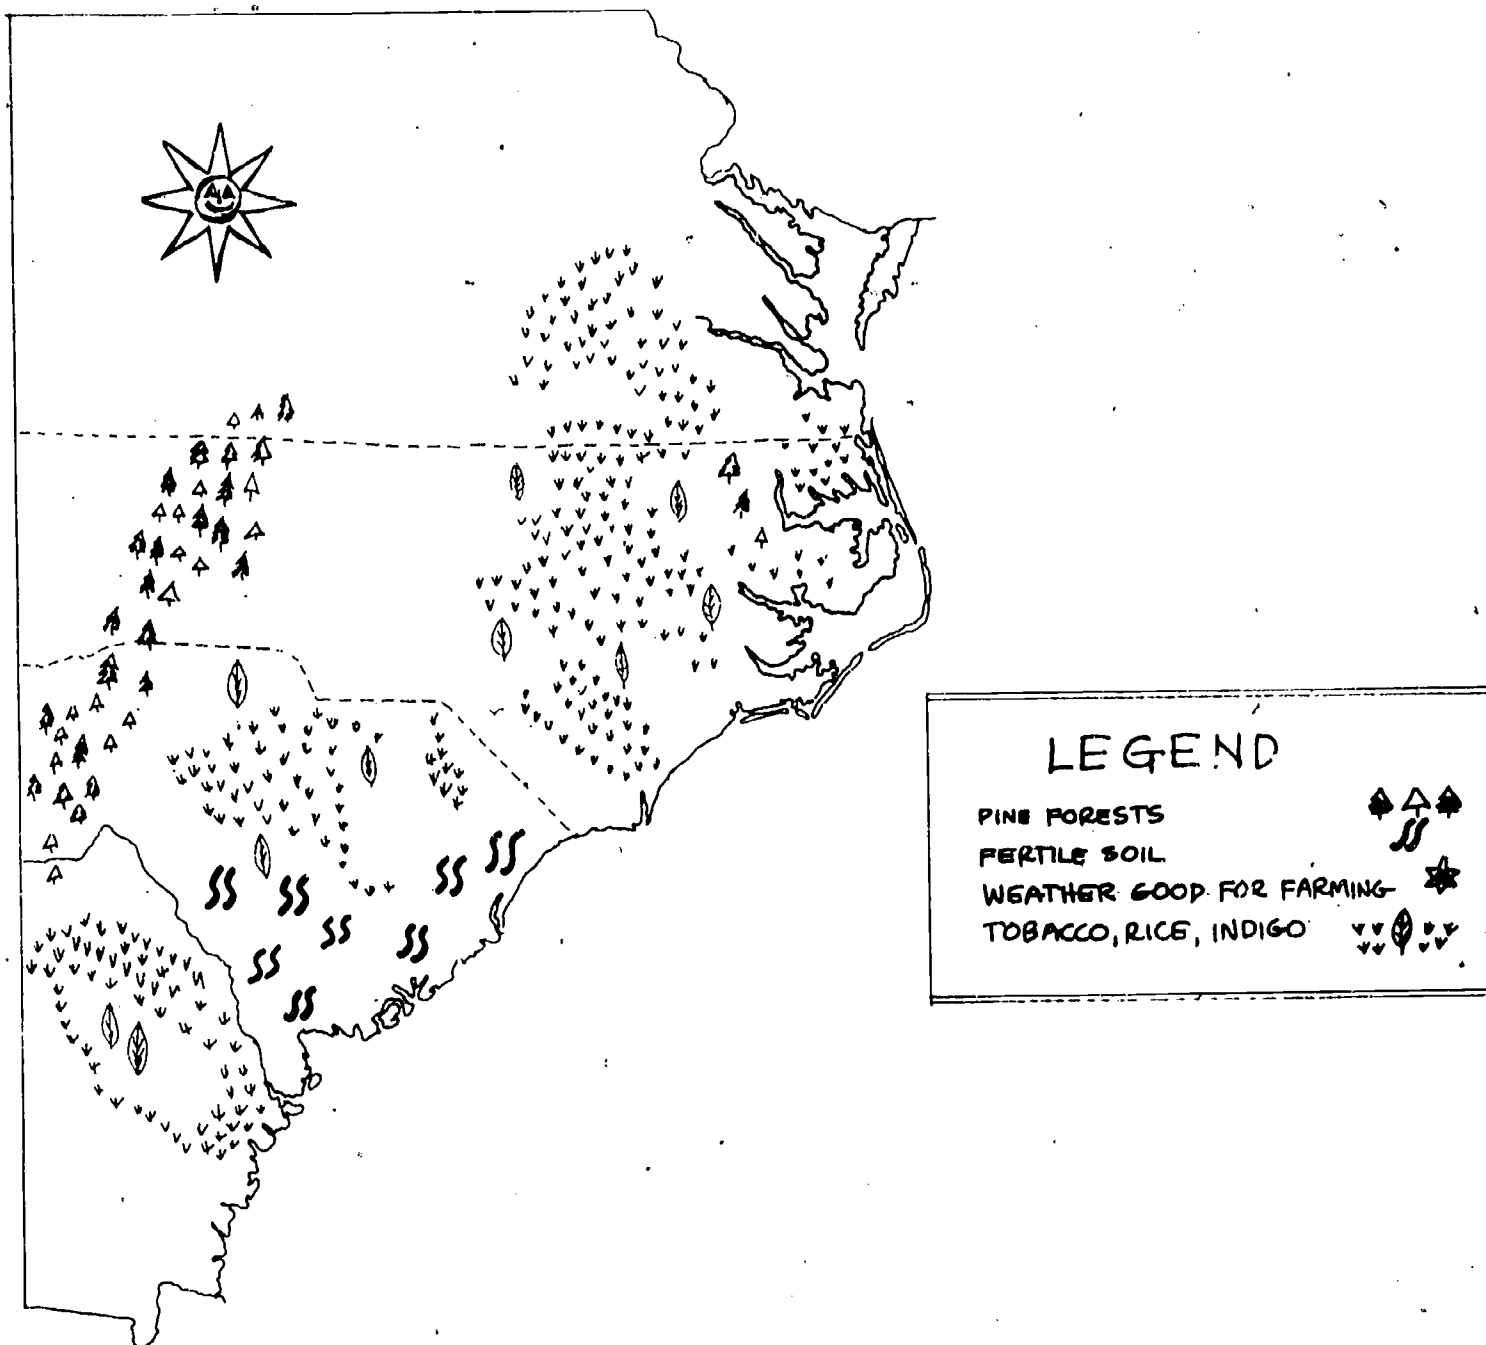 LEGEND
PINE FORESTS
FERTILE SOIL
WEATHER GOOD FOR FARMING
TOBACCO, RICE, INDIGO